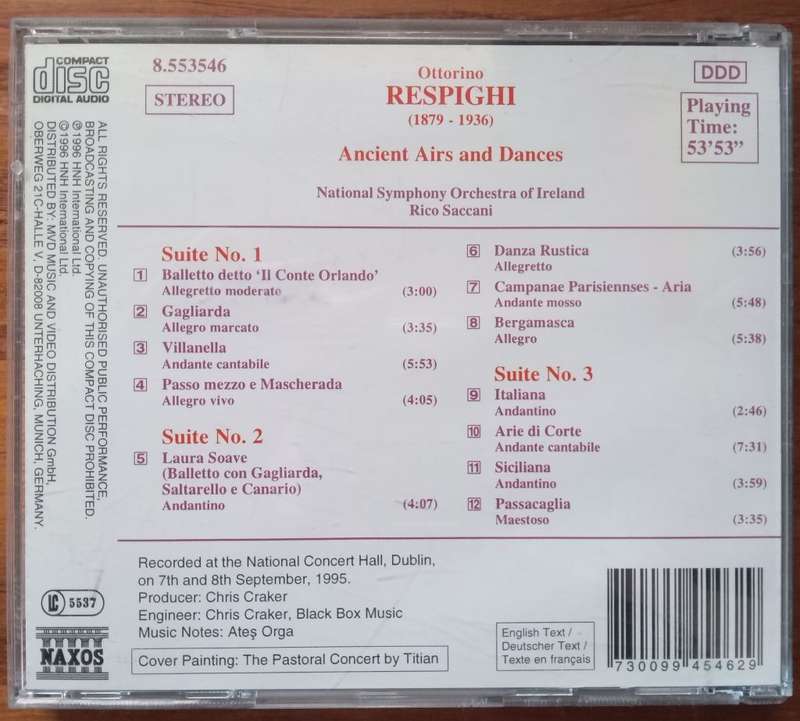 COMPACT
disc
DIGITAL AUDIO
8.553546
STEREO
Ottorino
RESPIGHI
(1879 - 1936)
Ancient Airs and Dances
National Symphony Orchestra of Ireland
Rico Saccani
DDD
Playing
Time:
53'53"
ALL RIGHTS RESERVED. UNAUTHORISED PUBLIC PERFORMANCE,
BROADCASTING AND COPYING OF THIS COMPACT DISC PROHIBITED.
℗ 1996 HNH International Ltd.
© 1996 HNH International Ltd.
DISTRIBUTED BY: MVD MUSIC AND VIDEO DISTRIBUTION GmbH,
OBERWEG 21C-HALLE V, D-82008 UNTERHACHING, MUNICH, GERMANY.
Suite No. 1
1 Balletto detto 'Il Conte Orlando'
Allegretto moderato (3:00)
2 Gagliarda
Allegro marcato (3:35)
3 Villanella
Andante cantabile (5:53)
4 Passo mezzo e Mascherada
Allegro vivo (4:05)
Suite No. 2
5 Laura Soave
(Balletto con Gagliarda,
Saltarello e Canario)
Andantino (4:07)
6 Danza Rustica (3:56)
Allegretto
7 Campanae Parisiennses - Aria
Andante mosso (5:48)
8 Bergamasca
Allegro (5:38)
Suite No. 3
9 Italiana
Andantino (2:46)
10 Arie di Corte
Andante cantabile (7:31)
11 Siciliana
Andantino (3:59)
12 Passacaglia
Maestoso (3:35)
Recorded at the National Concert Hall, Dublin,
on 7th and 8th September, 1995.
Producer: Chris Craker
Engineer: Chris Craker, Black Box Music
Music Notes: Ateş Orga
Cover Painting: The Pastoral Concert by Titian
LC 5537
NAXOS
English Text /
Deutscher Text /
Texte en français
730099 454629